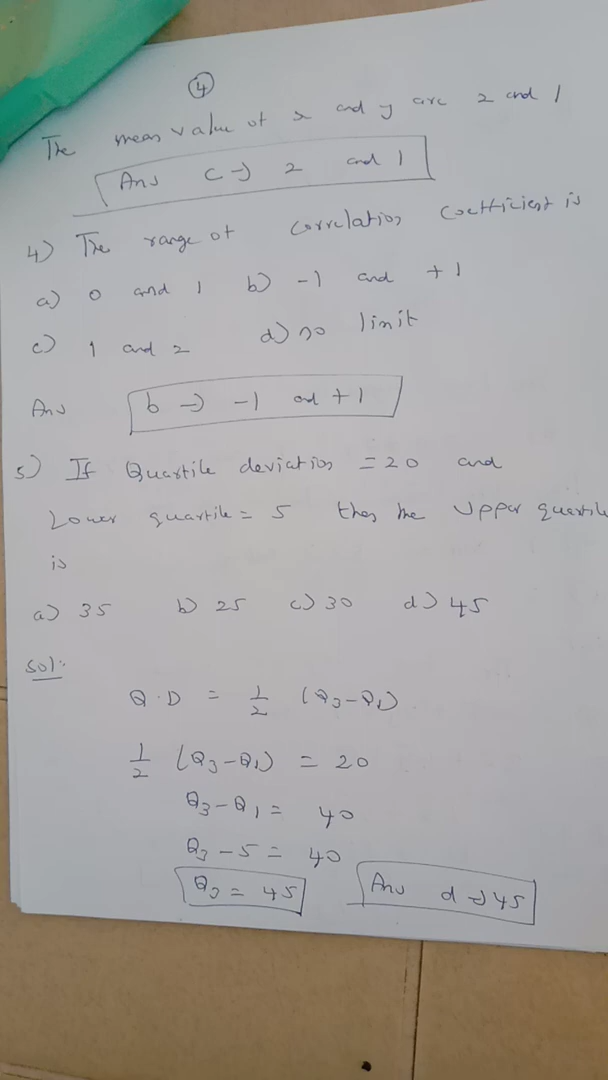 4
The mean value of x and y are 2 and 1
Ans c → 2 and 1
4) The range of correlation coefficient is
a) 0 and 1 b) -1 and +1
c) 1 and 2 d) no limit
Ans b → -1 and +1
5) If Quartile deviation = 20 and
Lower quartile = 5 then the Upper quartile
is
a) 35 b) 25 c) 30 d) 45
Sol:
Q.D = 1/2 (Q3-Q1)
1/2 (Q3-Q1) = 20
Q3-Q1 = 40
Q3-5 = 40
Q3 = 45 Ans d → 45